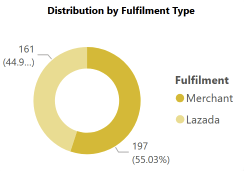 Distribution by Fulfilment Type
161
(44.9...)
Fulfilment
Merchant
Lazada
197
(55.03%)